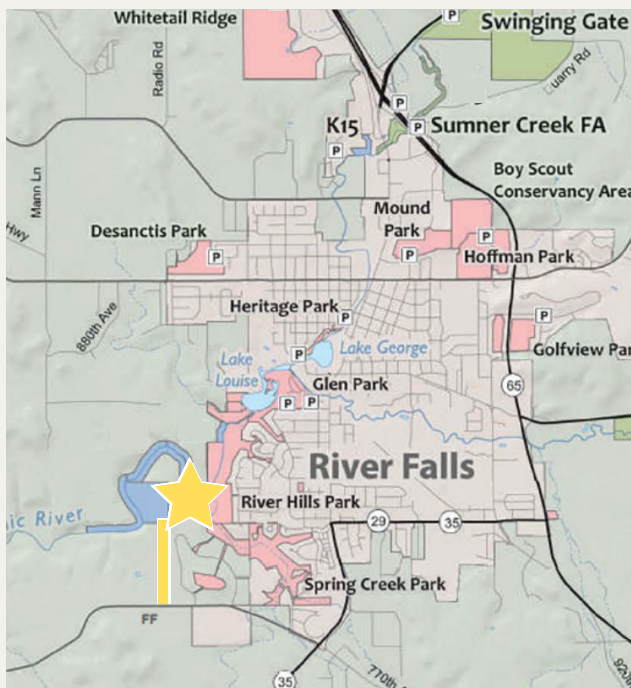 Whitetail Ridge
P
Swinging Gate
Radio Rd
Quarry Rd
P
K15
P
Sumner Creek FA
P
Boy Scout
Conservancy Area
Mann Ln
Mound
Park
Desanctis Park
P
P
P
Hoffman Park
Hwy
880th Ave
Heritage Park
P
P
Golfview Par
P
Lake George
Lake
Louise
Glen Park
P
P
65
River Falls
River Hills Park
nic River
29
35
Spring Creek Park
FF
35
770th
920th